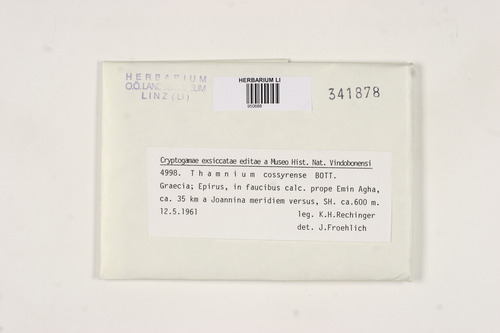 HERBARIUM
O.Ö. LANDESMUSEUM
LINZ (LI)
HERBARIUM LI
950688
341878
Cryptogamae exsiccatae editae a Museo Hist. Nat. Vindobonensi
4998. Thamnium cossyrense BOTT.
Graecia; Epirus, in faucibus calc. prope Emin Agha,
ca. 35 km a Joannina meridiem versus, SH. ca.600 m.
12.5.1961
leg. K.H.Rechinger
det. J.Froehlich